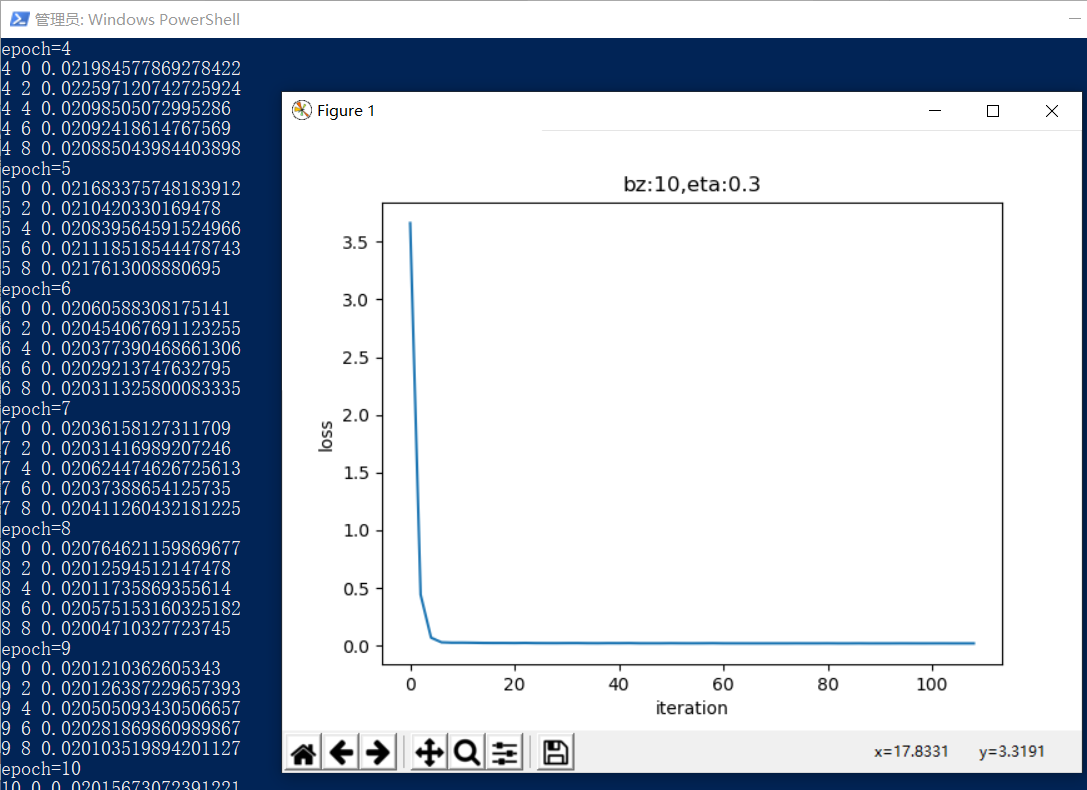 管理员: Windows PowerShell
epoch=4
4 0 0.021984577869278422
4 2 0.022597120742725924
4 4 0.02098505072995286
4 6 0.02092418614767569
4 8 0.020885043984403898
epoch=5
5 0 0.021683375748183912
5 2 0.0210420330169478
5 4 0.020839564591524966
5 6 0.021118518544478743
5 8 0.0217613008880695
epoch=6
6 0 0.02060588308175141
6 2 0.020454067691123255
6 4 0.020377390468661306
6 6 0.02029213747632795
6 8 0.020311325800083335
epoch=7
7 0 0.02036158127311709
7 2 0.02031416989207246
7 4 0.020624474626725613
7 6 0.02037388654125735
7 8 0.020411260432181225
epoch=8
8 0 0.020764621159869677
8 2 0.02012594512147478
8 4 0.02011735869355614
8 6 0.020575153160325182
8 8 0.02004710327723745
epoch=9
9 0 0.0201210362605343
9 2 0.020126387229657393
9 4 0.020505093430506657
9 6 0.020281869860989867
9 8 0.020103519894201127
epoch=10
10 0 0.020156730723912​21
Figure 1
bz:10,eta:0.3
3.5
3.0
2.5
2.0
1.5
1.0
0.5
0.0
loss
0 20 40 60 80 100
iteration
x=17.8331 y=3.3191